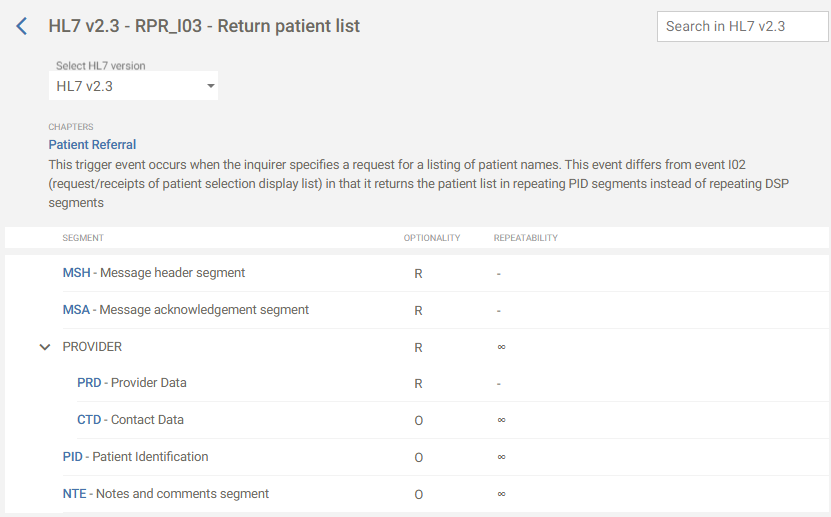 HL7 v2.3 - RPR_I03 - Return patient list
Search in HL7 v2.3
Select HL7 version
HL7 v2.3
CHAPTERS
Patient Referral
This trigger event occurs when the inquirer specifies a request for a listing of patient names. This event differs from event I02
(request/receipts of patient selection display list) in that it returns the patient list in repeating PID segments instead of repeating DSP
segments
SEGMENT OPTIONALITY REPEATABILITY
MSH - Message header segment R -
MSA - Message acknowledgement segment R -
PROVIDER R ∞
PRD - Provider Data R -
CTD - Contact Data O ∞
PID - Patient Identification O ∞
NTE - Notes and comments segment O ∞